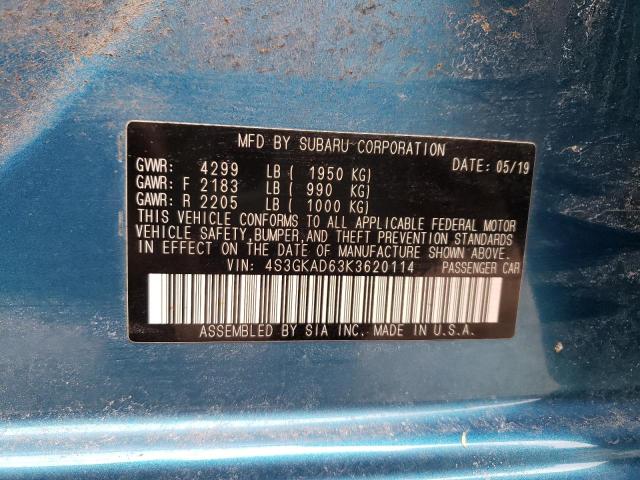 MFD BY SUBARU CORPORATION
GVWR: 4299 LB ( 1950 KG) DATE: 05/19
GAWR: F 2183 LB ( 990 KG)
GAWR: R 2205 LB ( 1000 KG)
THIS VEHICLE CONFORMS TO ALL APPLICABLE FEDERAL MOTOR
VEHICLE SAFETY, BUMPER, AND THEFT PREVENTION STANDARDS
IN EFFECT ON THE DATE OF MANUFACTURE SHOWN ABOVE.
VIN: 4S3GKAD63K3620114 PASSENGER CAR
ASSEMBLED BY SIA INC. MADE IN U.S.A.